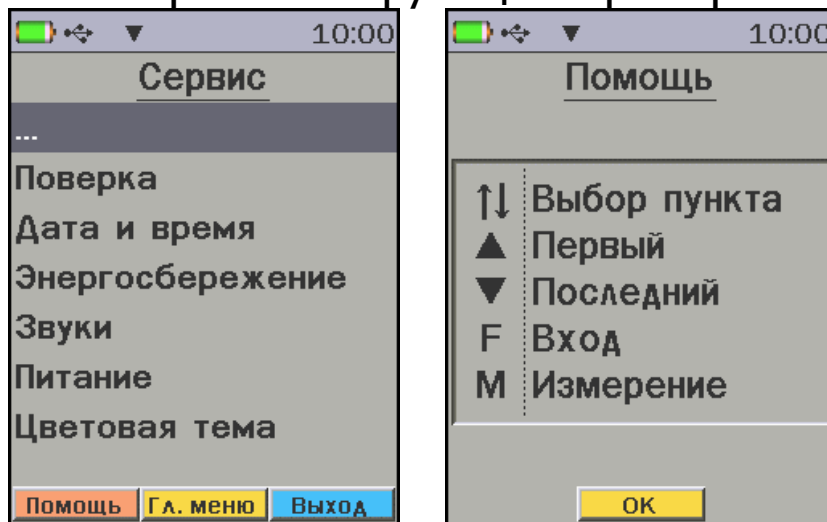 10:00
Сервис
...
Поверка
Дата и время
Энергосбережение
Звуки
Питание
Цветовая тема
Помощь Гл. меню Выход
10:00
Помощь
↑↓ Выбор пункта
▲ Первый
▼ Последний
F Вход
M Измерение
ОК